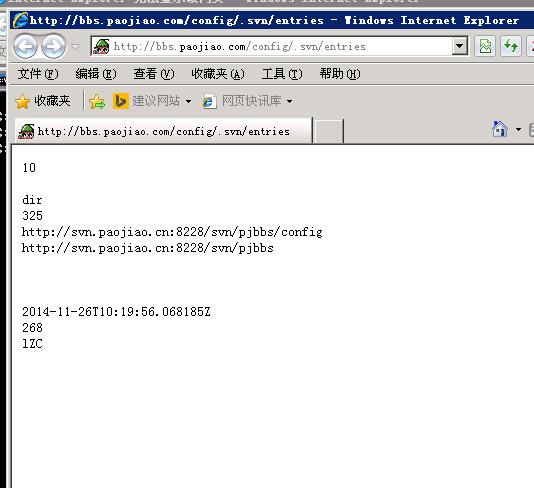 http://bbs.paojiao.com/config/.svn/entries - Windows Internet Explorer
http://bbs.paojiao.com/config/.svn/entries
文件(F) 编辑(E) 查看(V) 收藏夹(A) 工具(T) 帮助(H)
收藏夹 建议网站 网页快讯库
http://bbs.paojiao.com/config/.svn/entries
10
dir
325
http://svn.paojiao.cn:8228/svn/pjbbs/config
http://svn.paojiao.cn:8228/svn/pjbbs
2014-11-26T10:19:56.068185Z
268
lZC